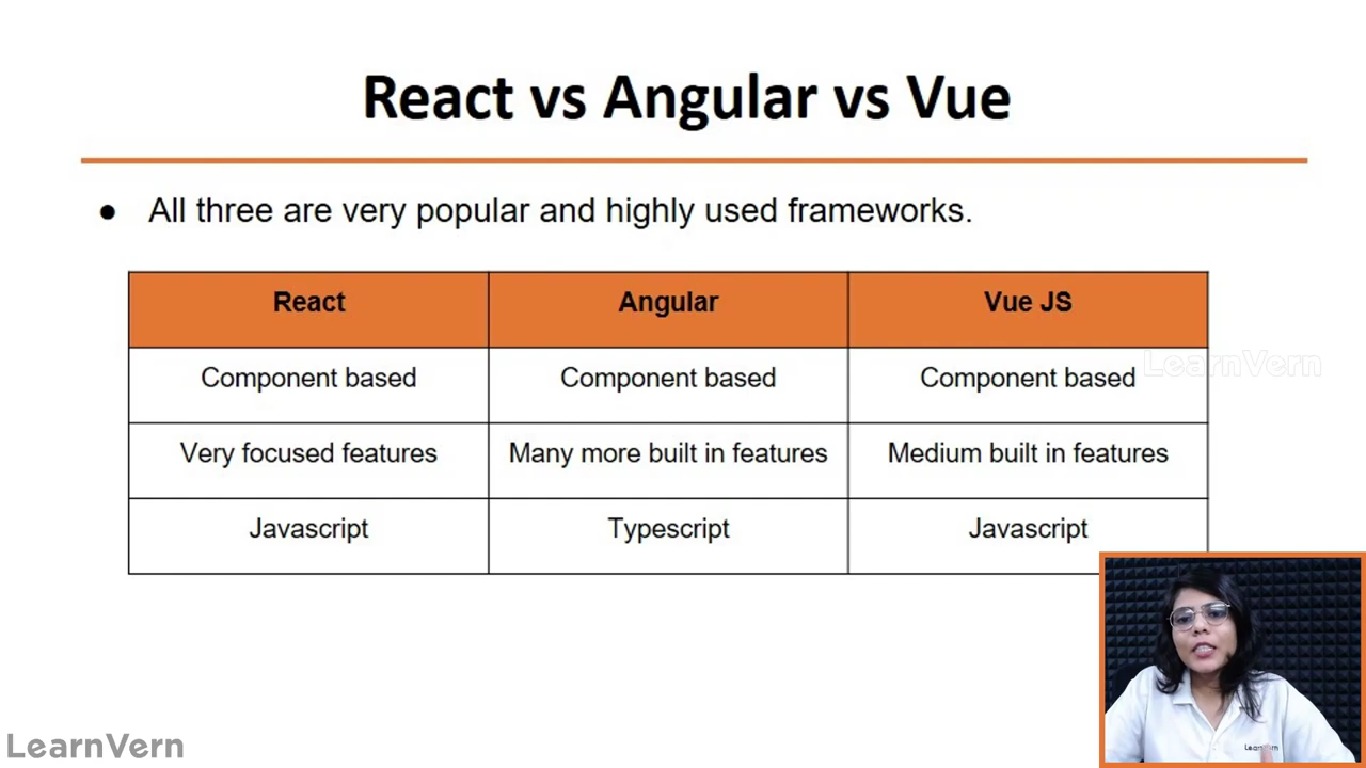 React vs Angular vs Vue
● All three are very popular and highly used frameworks.
React Angular Vue JS
Component based Component based Component based
LearnVern
Very focused features Many more built in features Medium built in features
Javascript Typescript Javascript
LearnVern
LearnVern